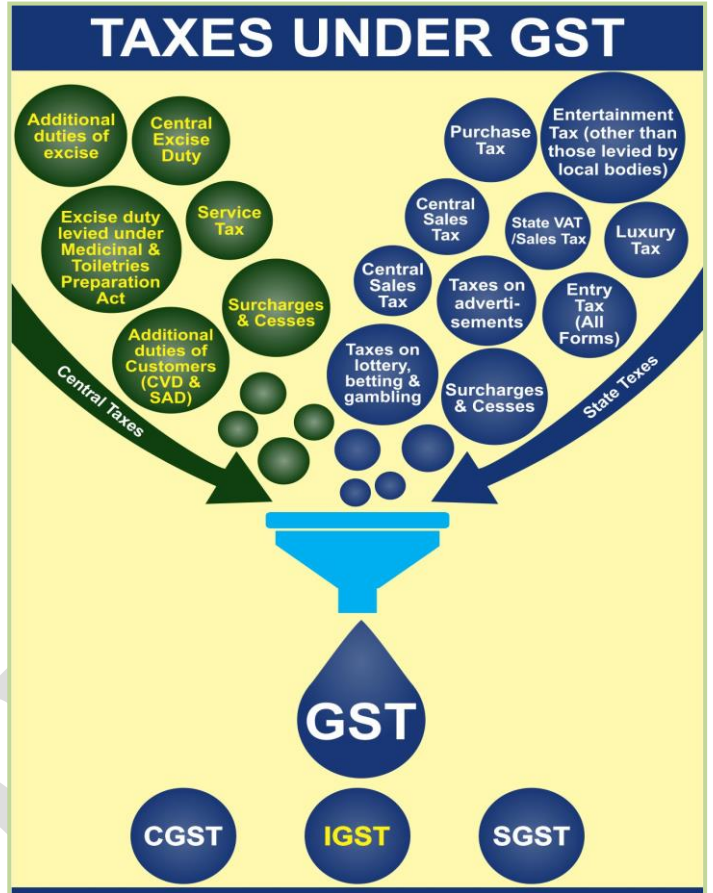 TAXES UNDER GST
Additional
duties of
excise
Central
Excise
Duty
Excise duty
levied under
Medicinal &
Toiletries
Preparation
Act
Service
Tax
Surcharges
& Cesses
Additional
duties of
Customers
(CVD &
SAD)
Central Taxes
Purchase
Tax
Entertainment
Tax (other than
those levied by
local bodies)
Central
Sales
Tax
State VAT
/Sales Tax
Luxury
Tax
Central
Sales
Tax
Taxes on
adverti-
sements
Entry
Tax
(All
Forms)
Taxes on
lottery,
betting &
gambling
Surcharges
& Cesses
State Texes
GST
CGST
IGST
SGST